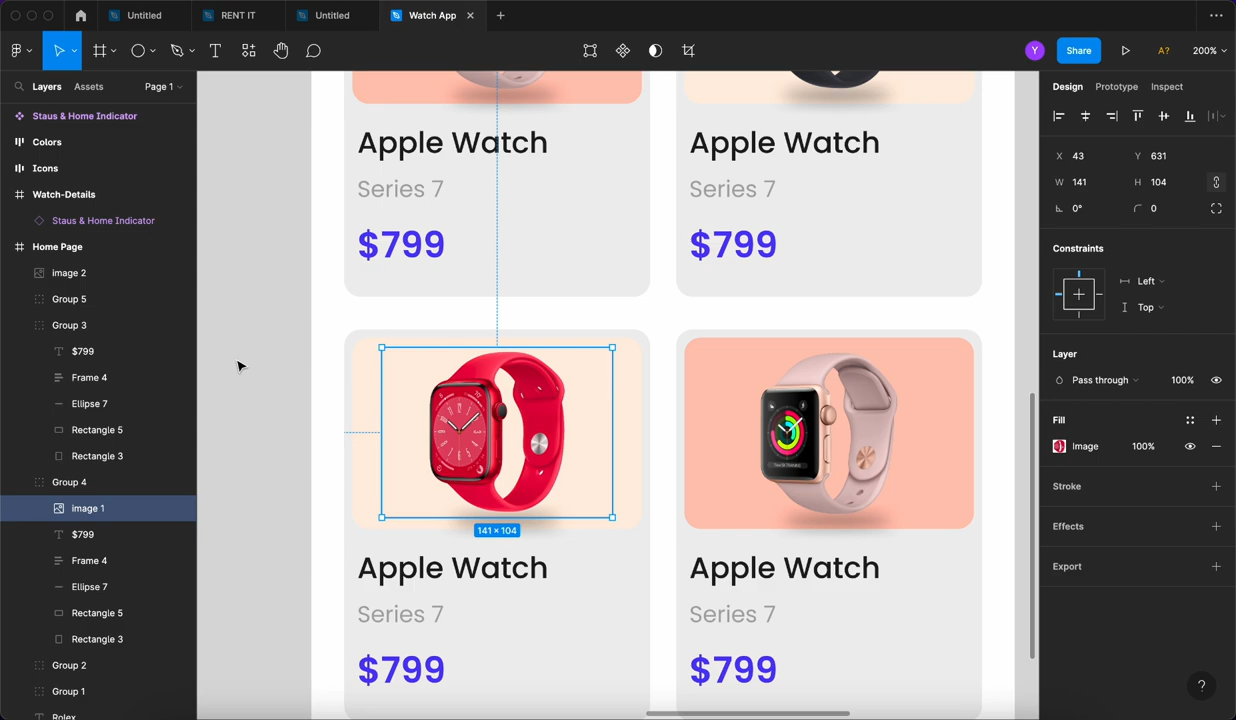 Untitled
RENT IT
Untitled
Watch App
Y
Share
A?
200%
Layers
Assets
Page 1
Staus & Home Indicator
Colors
Icons
Watch-Details
Staus & Home Indicator
Home Page
image 2
Group 5
Group 3
$799
Frame 4
Ellipse 7
Rectangle 5
Rectangle 3
Group 4
image 1
$799
Frame 4
Ellipse 7
Rectangle 5
Rectangle 3
Group 2
Group 1
Rolex
Apple Watch
Series 7
$799
Apple Watch
Series 7
$799
141 × 104
Apple Watch
Series 7
$799
Apple Watch
Series 7
$799
Design
Prototype
Inspect
X 43
Y 631
W 141
H 104
0°
0
Constraints
Left
Top
Layer
Pass through
100%
Fill
Image
100%
Stroke
Effects
Export
?